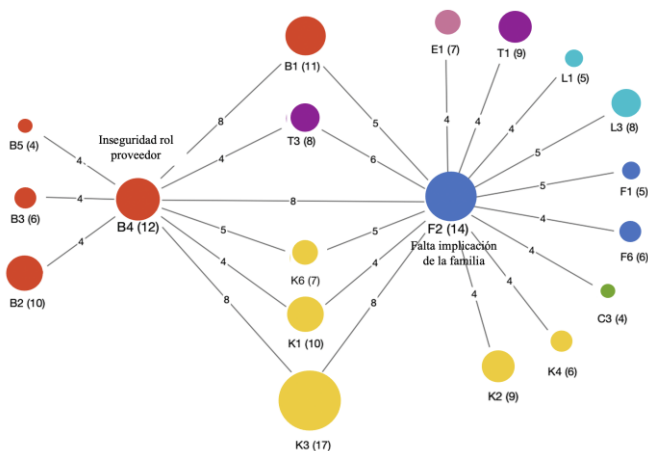 E1 (7)
T1 (9)
B1 (11)
L1 (5)
L3 (8)
B5 (4)
Inseguridad rol
proveedor
T3 (8)
F1 (5)
B3 (6)
B4 (12)
F2 (14)
Falta implicación
de la familia
F6 (6)
B2 (10)
K6 (7)
C3 (4)
K1 (10)
K4 (6)
K2 (9)
K3 (17)
4
4
4
8
4
8
5
4
8
5
6
5
4
8
4
4
4
5
5
4
4
4
4